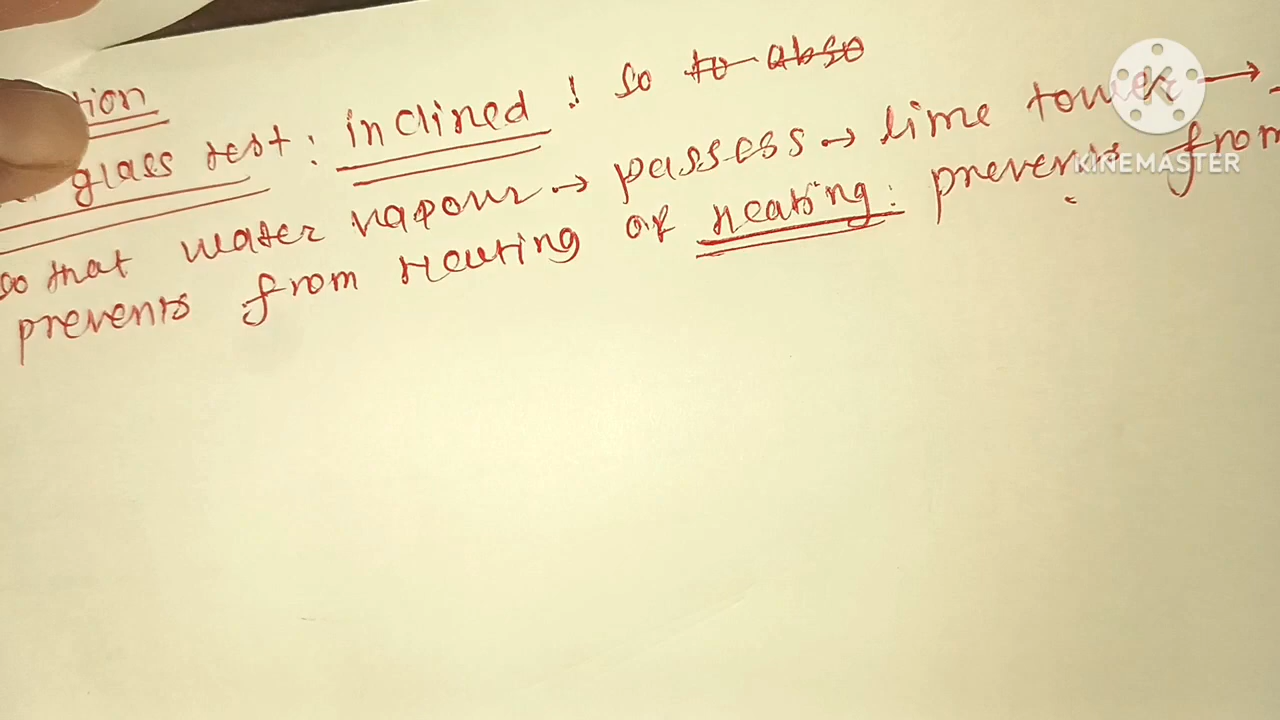 tion
glass test: inclined ! so to abso
so that water vapour → passess → lime tower →
prevents from Heating of heating: prevents from
KINEMASTER